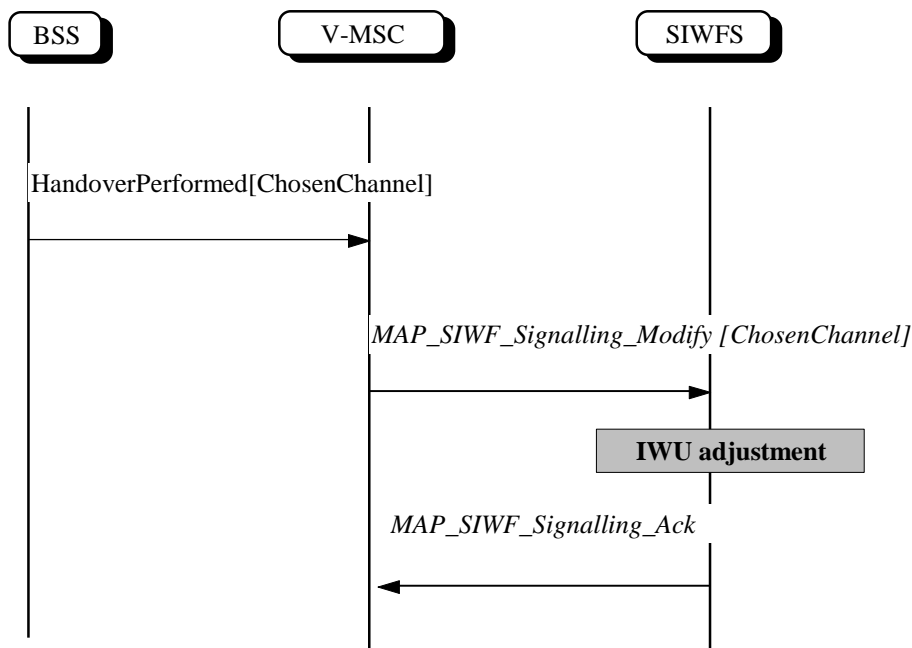 BSS
V-MSC
SIWFS
HandoverPerformed[ChosenChannel]
MAP_SIWF_Signalling_Modify [ChosenChannel]
IWU adjustment
MAP_SIWF_Signalling_Ack